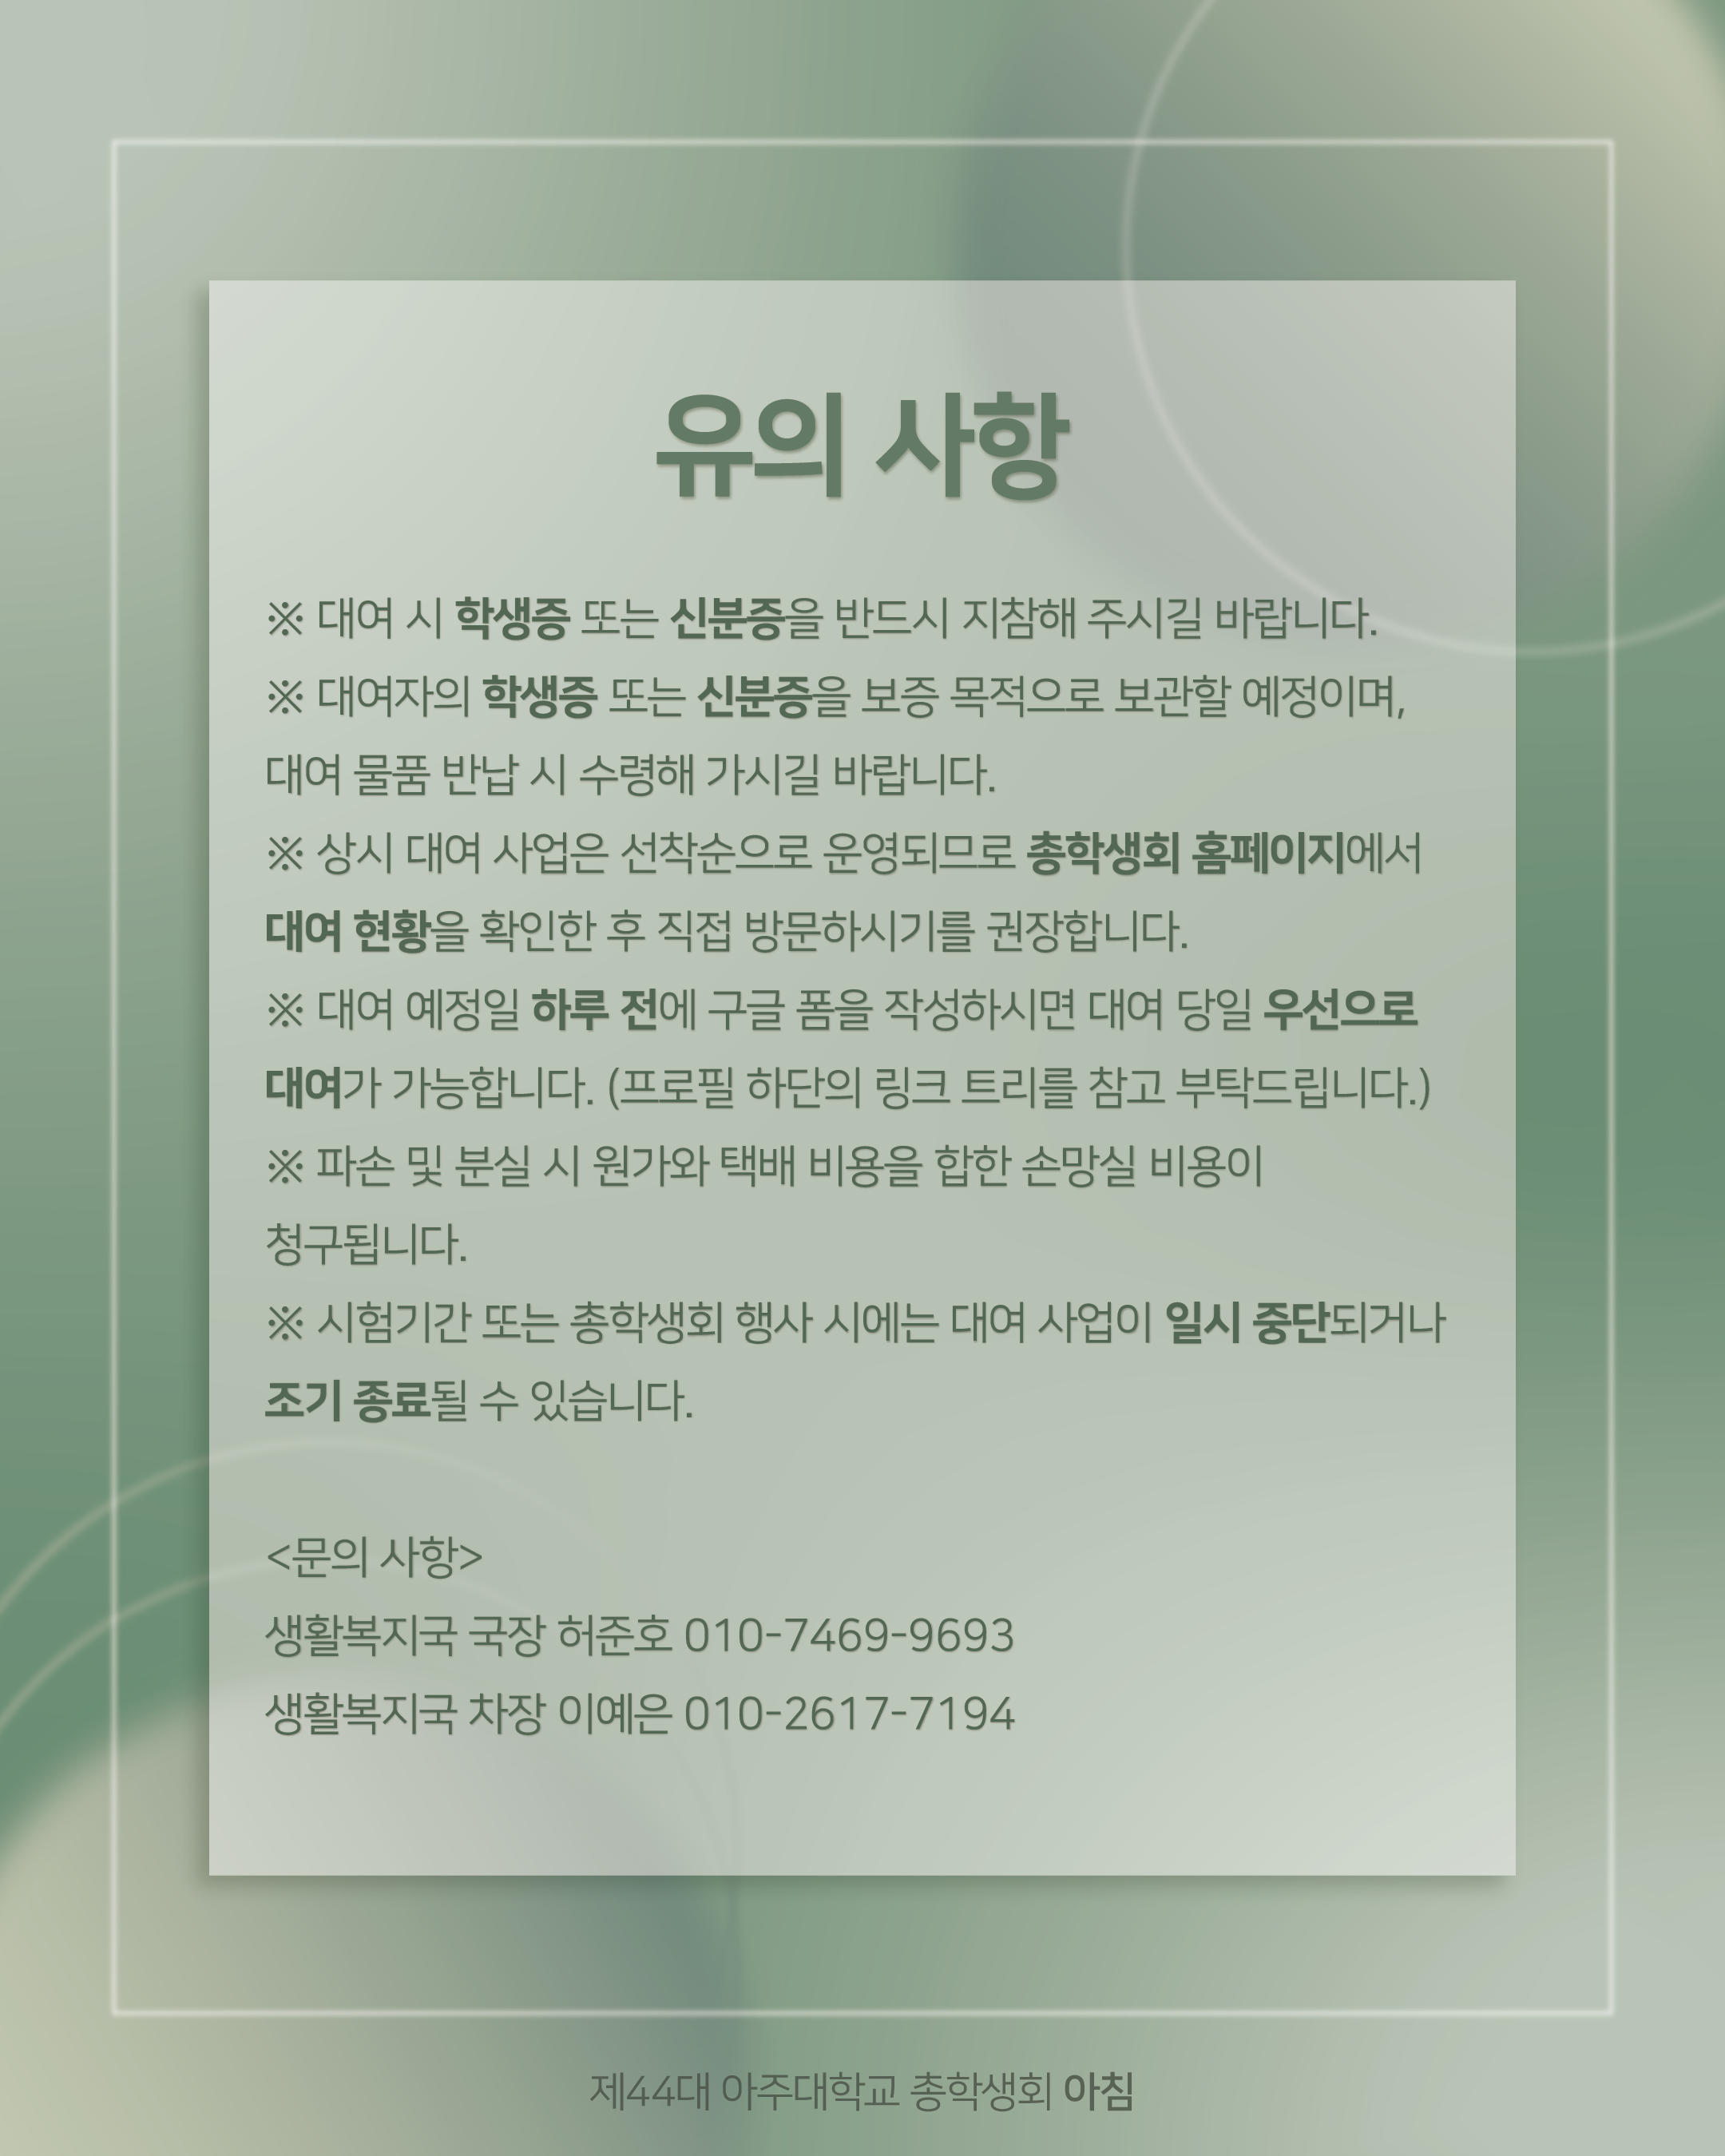 유의 사항
※ 대여 시 학생증 또는 신분증을 반드시 지참해 주시길 바랍니다.
※ 대여자의 학생증 또는 신분증을 보증 목적으로 보관할 예정이며,
대여 물품 반납 시 수령해 가시길 바랍니다.
※ 상시 대여 사업은 선착순으로 운영되므로 총학생회 홈페이지에서
대여 현황을 확인한 후 직접 방문하시기를 권장합니다.
※ 대여 예정일 하루 전에 구글 폼을 작성하시면 대여 당일 우선으로
대여가 가능합니다. (프로필 하단의 링크 트리를 참고 부탁드립니다.)
※ 파손 및 분실 시 원가와 택배 비용을 합한 손망실 비용이
청구됩니다.
※ 시험기간 또는 총학생회 행사 시에는 대여 사업이 일시 중단되거나
조기 종료될 수 있습니다.
<문의 사항>
생활복지국 국장 허준호 010-7469-9693
생활복지국 차장 이예은 010-2617-7194
제44대 아주대학교 총학생회 아침